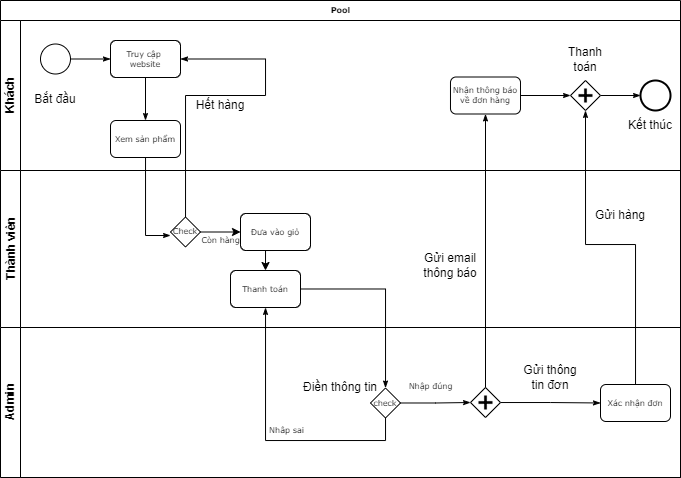 Pool
Khách
Bắt đầu
Truy cập
website
Hết hàng
Xem sản phẩm
Nhận thông báo
về đơn hàng
Thanh
toán
Kết thúc
Thành viên
Check
Còn hàng
Đưa vào giỏ
Thanh toán
Gửi email
thông báo
Gửi hàng
Admin
Điền thông tin
check
Nhập đúng
Nhập sai
Gửi thông
tin đơn
Xác nhận đơn